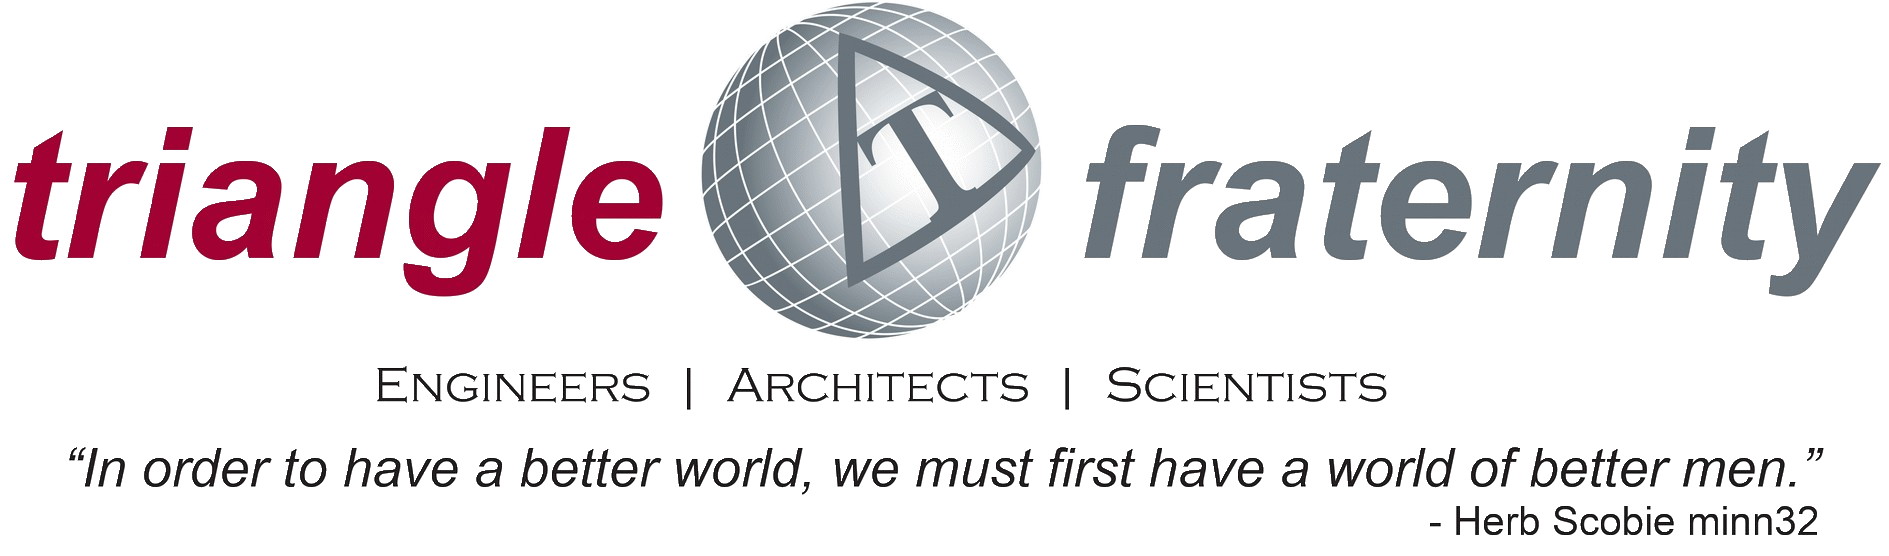 triangle T fraternity
ENGINEERS | ARCHITECTS | SCIENTISTS
“In order to have a better world, we must first have a world of better men.”
- Herb Scobie minn32